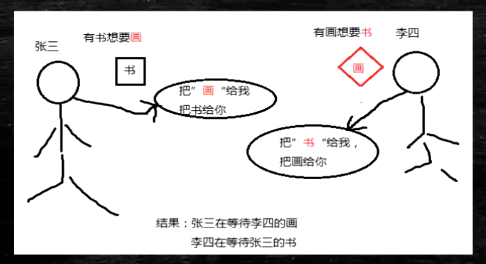 张三
有书想要画
书
把”画“给我
把书给你
有画想要书
李四
画
把”书“给我，
把画给你
结果：张三在等待李四的画
李四在等待张三的书